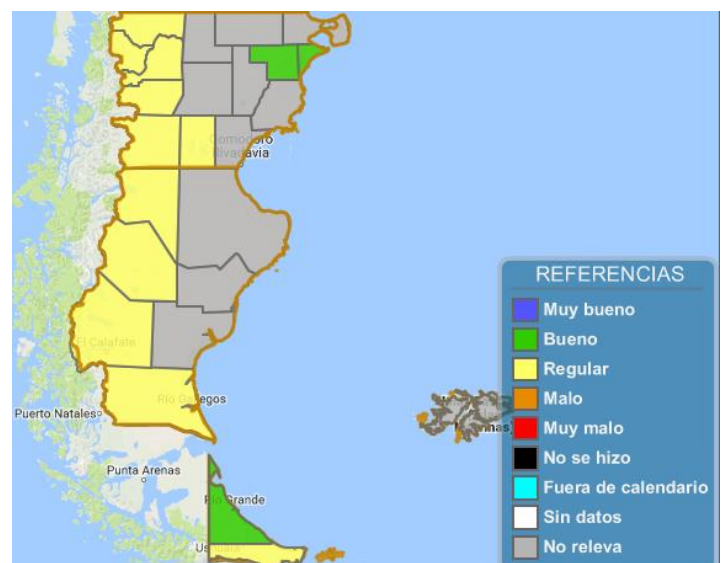 Comodoro
Rivadavia
El Calafate
Río Gallegos
Puerto Natales
Punta Arenas
Río Grande
Ushuaia
REFERENCIAS
Muy bueno
Bueno
Regular
Malo
Muy malo
No se hizo
Fuera de calendario
Sin datos
No releva